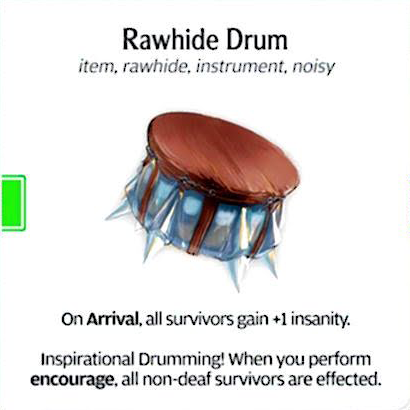 Rawhide Drum
item, rawhide, instrument, noisy
On Arrival, all survivors gain +1 insanity.
Inspirational Drumming! When you perform
encourage, all non-deaf survivors are effected.